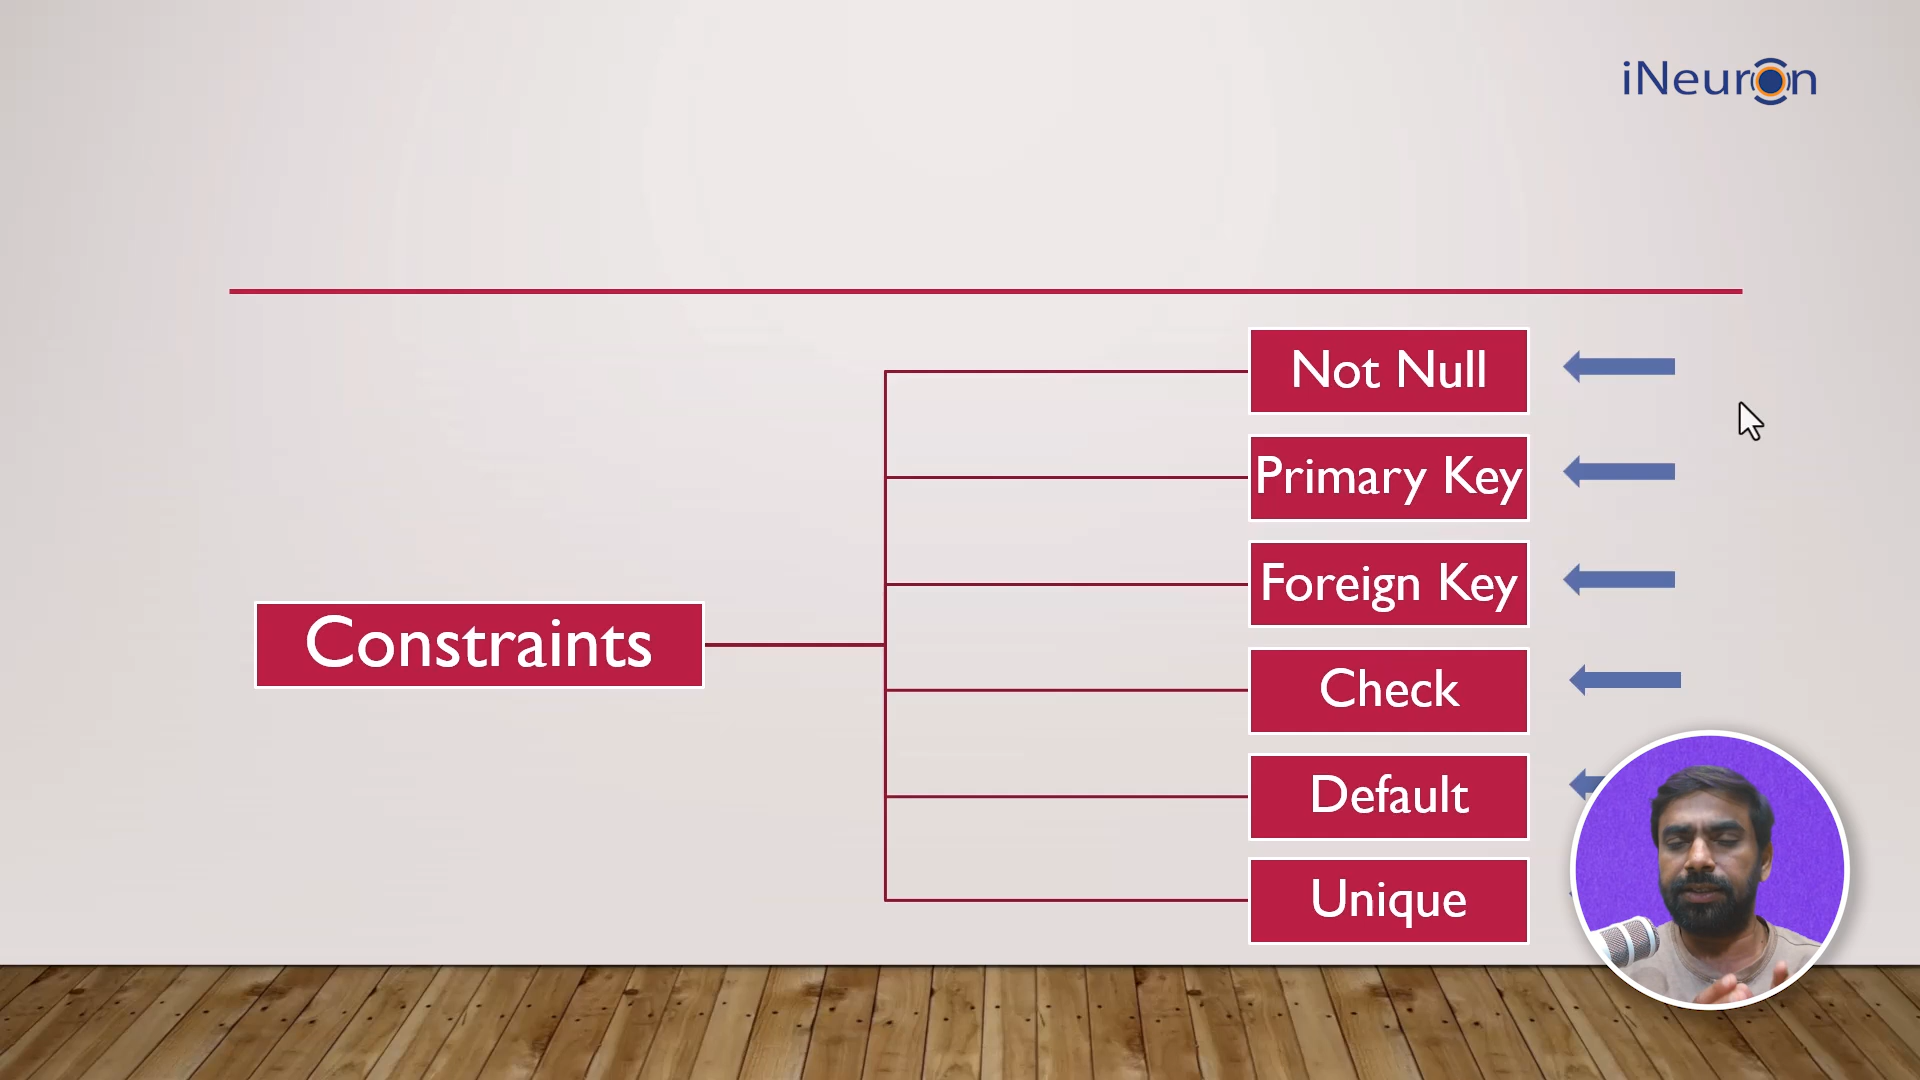 iNeuron
Not Null
Primary Key
Foreign Key
Constraints
Check
Default
Unique